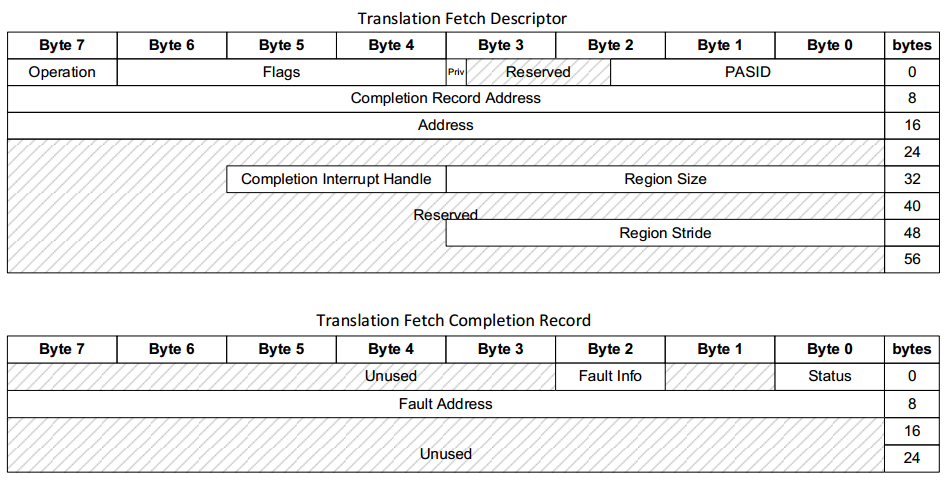 Translation Fetch Descriptor
Byte 7 Byte 6 Byte 5 Byte 4 Byte 3 Byte 2 Byte 1 Byte 0 bytes
Operation Flags Priv Reserved PASID 0
Completion Record Address 8
Address 16
24
Completion Interrupt Handle Region Size 32
40
Reserved
Region Stride 48
56
Translation Fetch Completion Record
Byte 7 Byte 6 Byte 5 Byte 4 Byte 3 Byte 2 Byte 1 Byte 0 bytes
Unused Fault Info Status 0
Fault Address 8
16
Unused
24